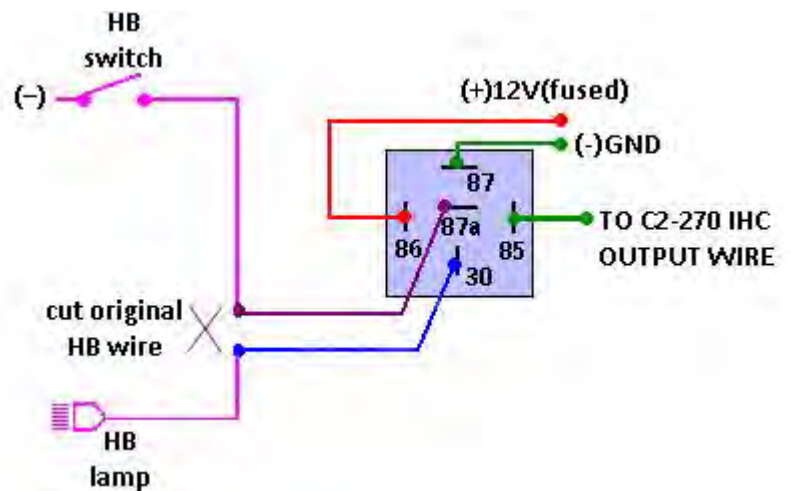 HB
switch
(–)
(+)12V(fused)
(-)GND
87
87a
86
85
30
TO C2-270 IHC
OUTPUT WIRE
cut original
HB wire
HB
lamp